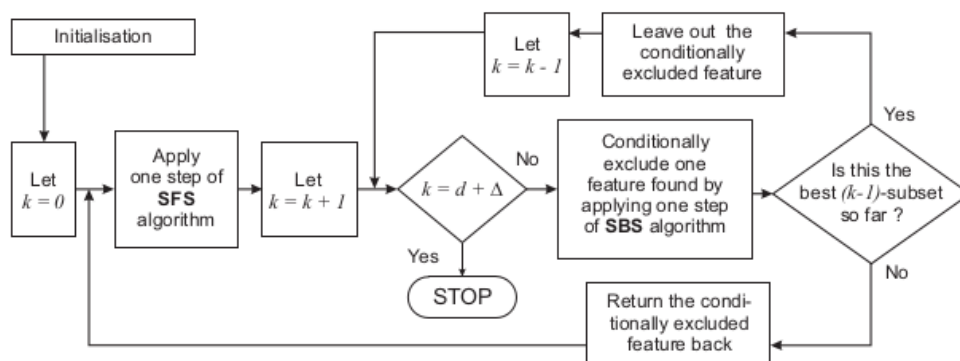 Initialisation
Let
k = 0
Apply
one step of
SFS
algorithm
Let
k = k + 1
k = d + Δ
No
Yes
STOP
Conditionally
exclude one
feature found by
applying one step
of SBS algorithm
Is this the
best (k-1)-subset
so far ?
Yes
Leave out the
conditionally
excluded feature
Let
k = k - 1
No
Return the condi-
tionally excluded
feature back